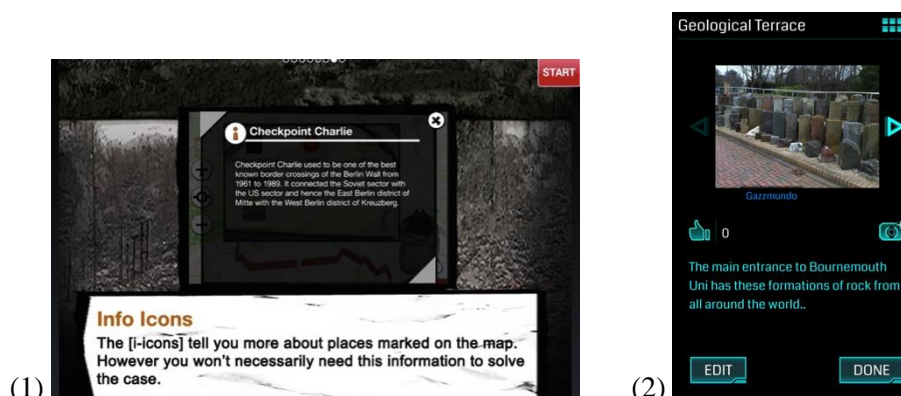 START
Checkpoint Charlie
Checkpoint Charlie used to be one of the best
known border crossings of the Berlin Wall from
1961 to 1989. It connected the Soviet sector with
the US sector and hence the East Berlin district of
Mitte with the West Berlin district of Kreuzberg.
Info Icons
The [i-icons] tell you more about places marked on the map.
However you won't necessarily need this information to solve
the case.
(1)
Geological Terrace
Gazzmundo
0
The main entrance to Bournemouth
Uni has these formations of rock from
all around the world..
EDIT
DONE
(2)